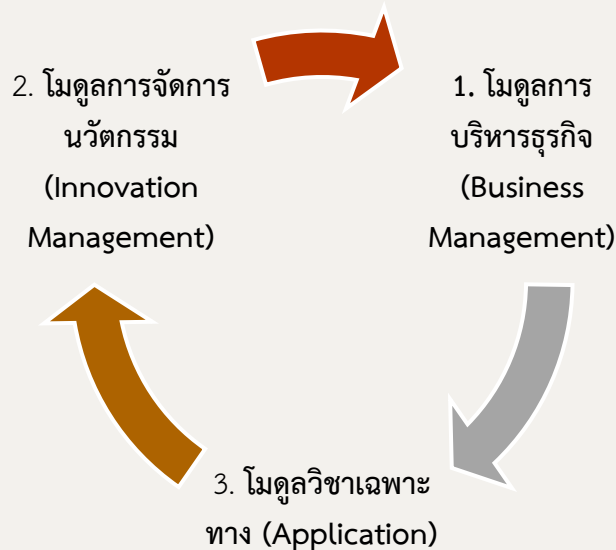 2. โมดูลการจัดการ
นวัตกรรม
(Innovation
Management)
1. โมดูลการ
บริหารธุรกิจ
(Business
Management)
3. โมดูลวิชาเฉพาะ
ทาง (Application)